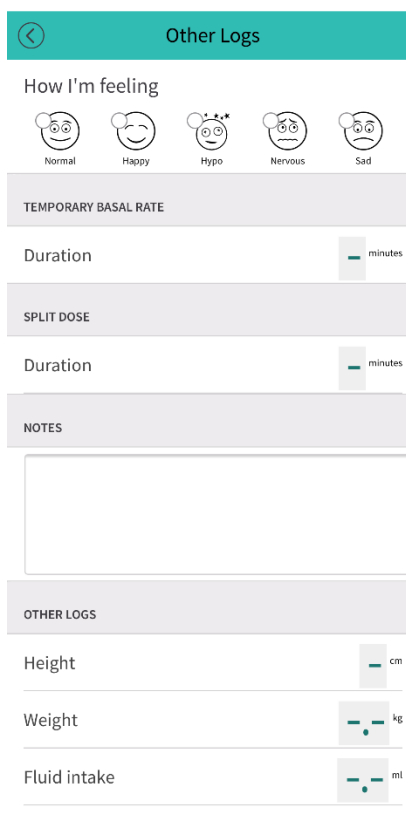 Other Logs
How I'm feeling
Normal Happy Hypo Nervous Sad
TEMPORARY BASAL RATE
Duration – minutes
SPLIT DOSE
Duration – minutes
NOTES
OTHER LOGS
Height – cm
Weight –.– kg
Fluid intake –.– ml